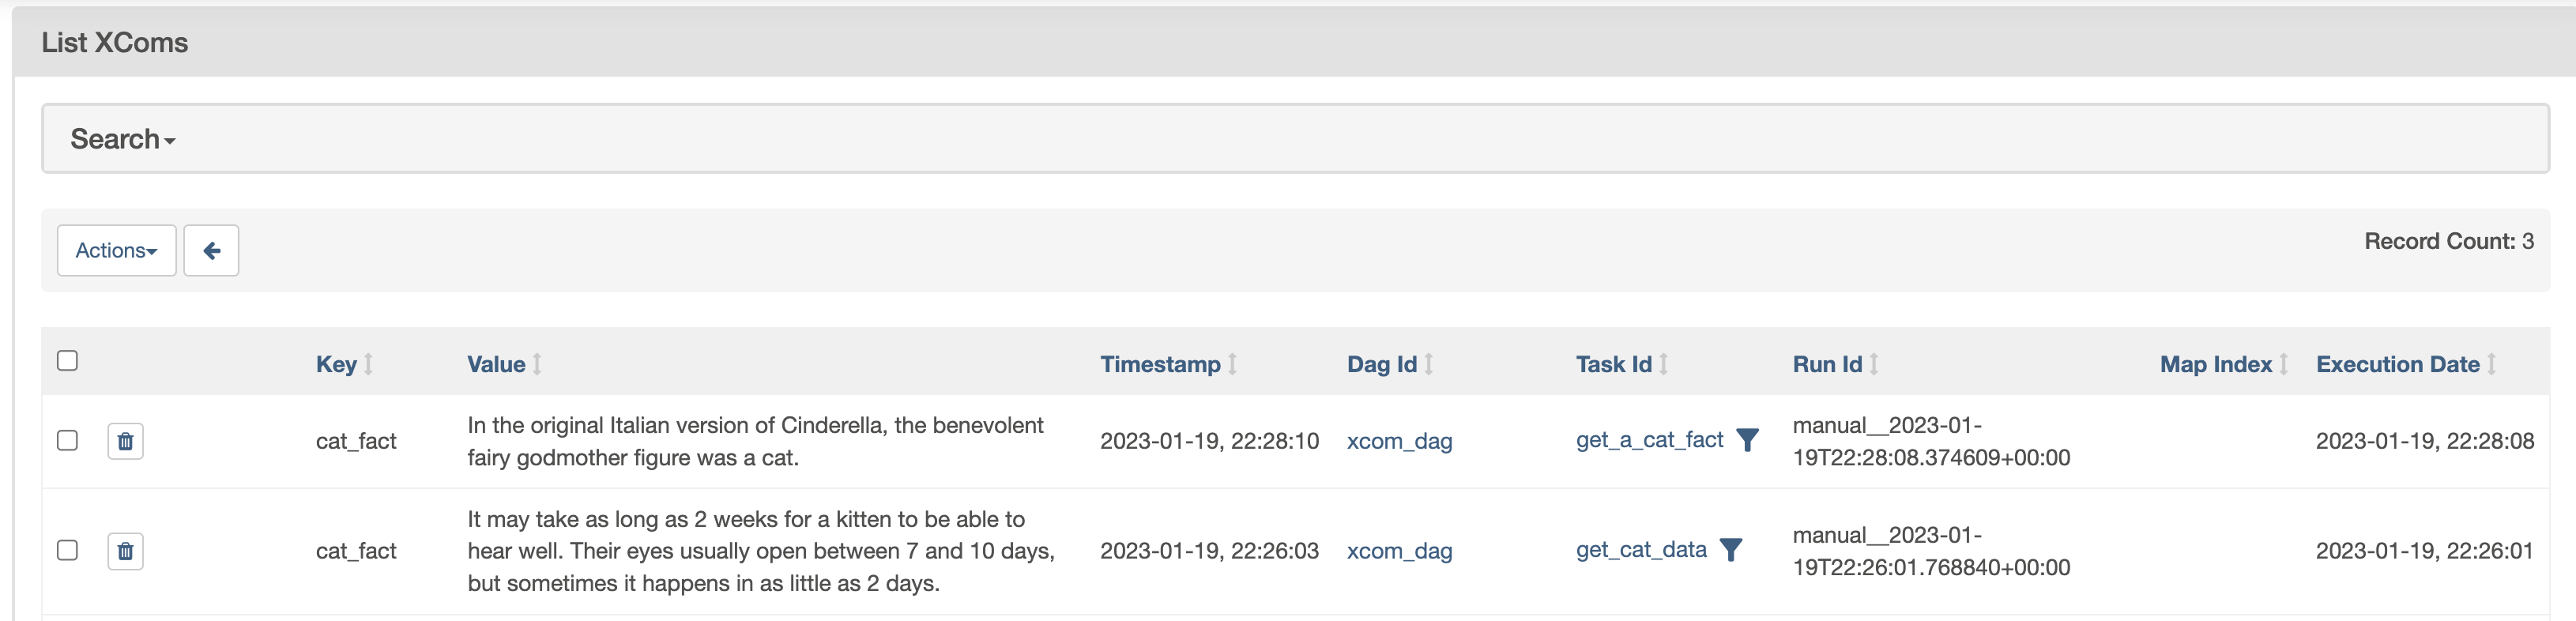 List XComs
Search
Actions
Record Count: 3
Key Value Timestamp Dag Id Task Id Run Id Map Index Execution Date
cat_fact
In the original Italian version of Cinderella, the benevolent
fairy godmother figure was a cat.
2023-01-19, 22:28:10
xcom_dag
get_a_cat_fact
manual__2023-01-
19T22:28:08.374609+00:00
2023-01-19, 22:28:08
cat_fact
It may take as long as 2 weeks for a kitten to be able to
hear well. Their eyes usually open between 7 and 10 days,
but sometimes it happens in as little as 2 days.
2023-01-19, 22:26:03
xcom_dag
get_cat_data
manual__2023-01-
19T22:26:01.768840+00:00
2023-01-19, 22:26:01